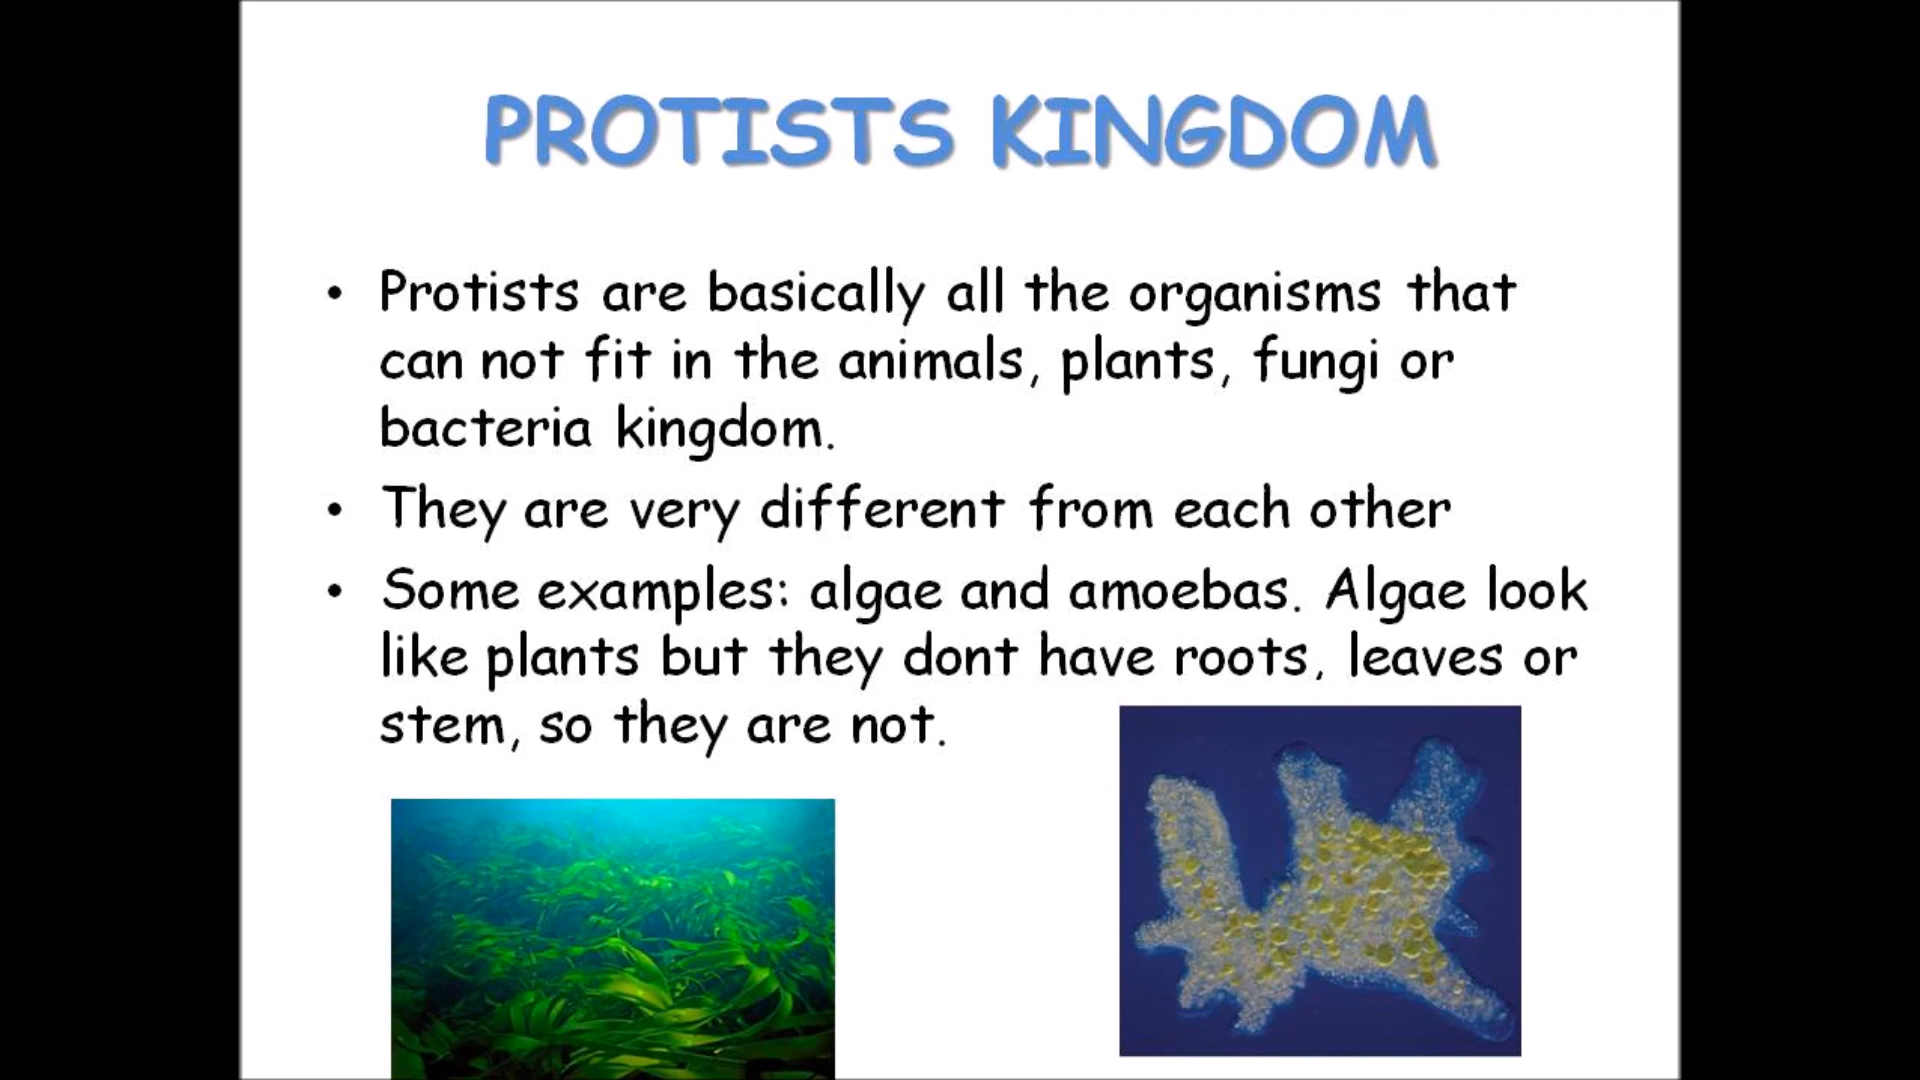 PROTISTS KINGDOM
• Protists are basically all the organisms that
can not fit in the animals, plants, fungi or
bacteria kingdom.
• They are very different from each other
• Some examples: algae and amoebas. Algae look
like plants but they dont have roots, leaves or
stem, so they are not.